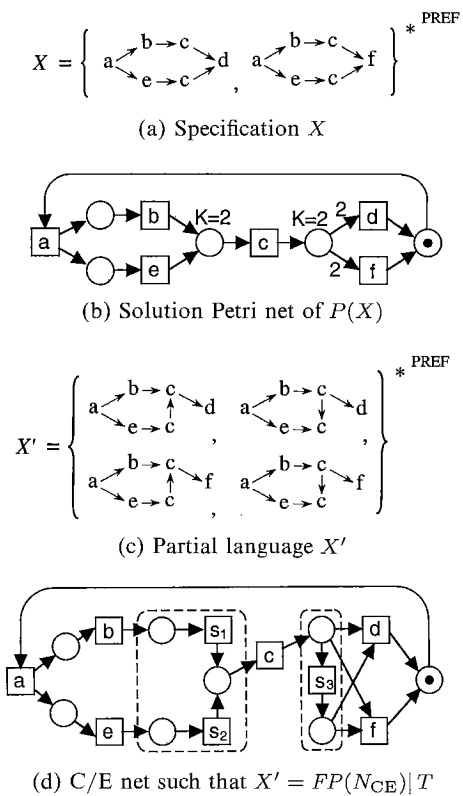 X = { a b → c e → c d , a b → c e → c f } * PREF
(a) Specification X
a b e K=2 c K=2 2 d 2 f
(b) Solution Petri net of P(X)
X′ = { a b → c e → c d , a b → c e → c d ,
a b → c e → c f , a b → c e → c f } * PREF
(c) Partial language X′
a b e s₁ s₂ c s₃ d f
(d) C/E net such that X′ = FP(N_CE)| T